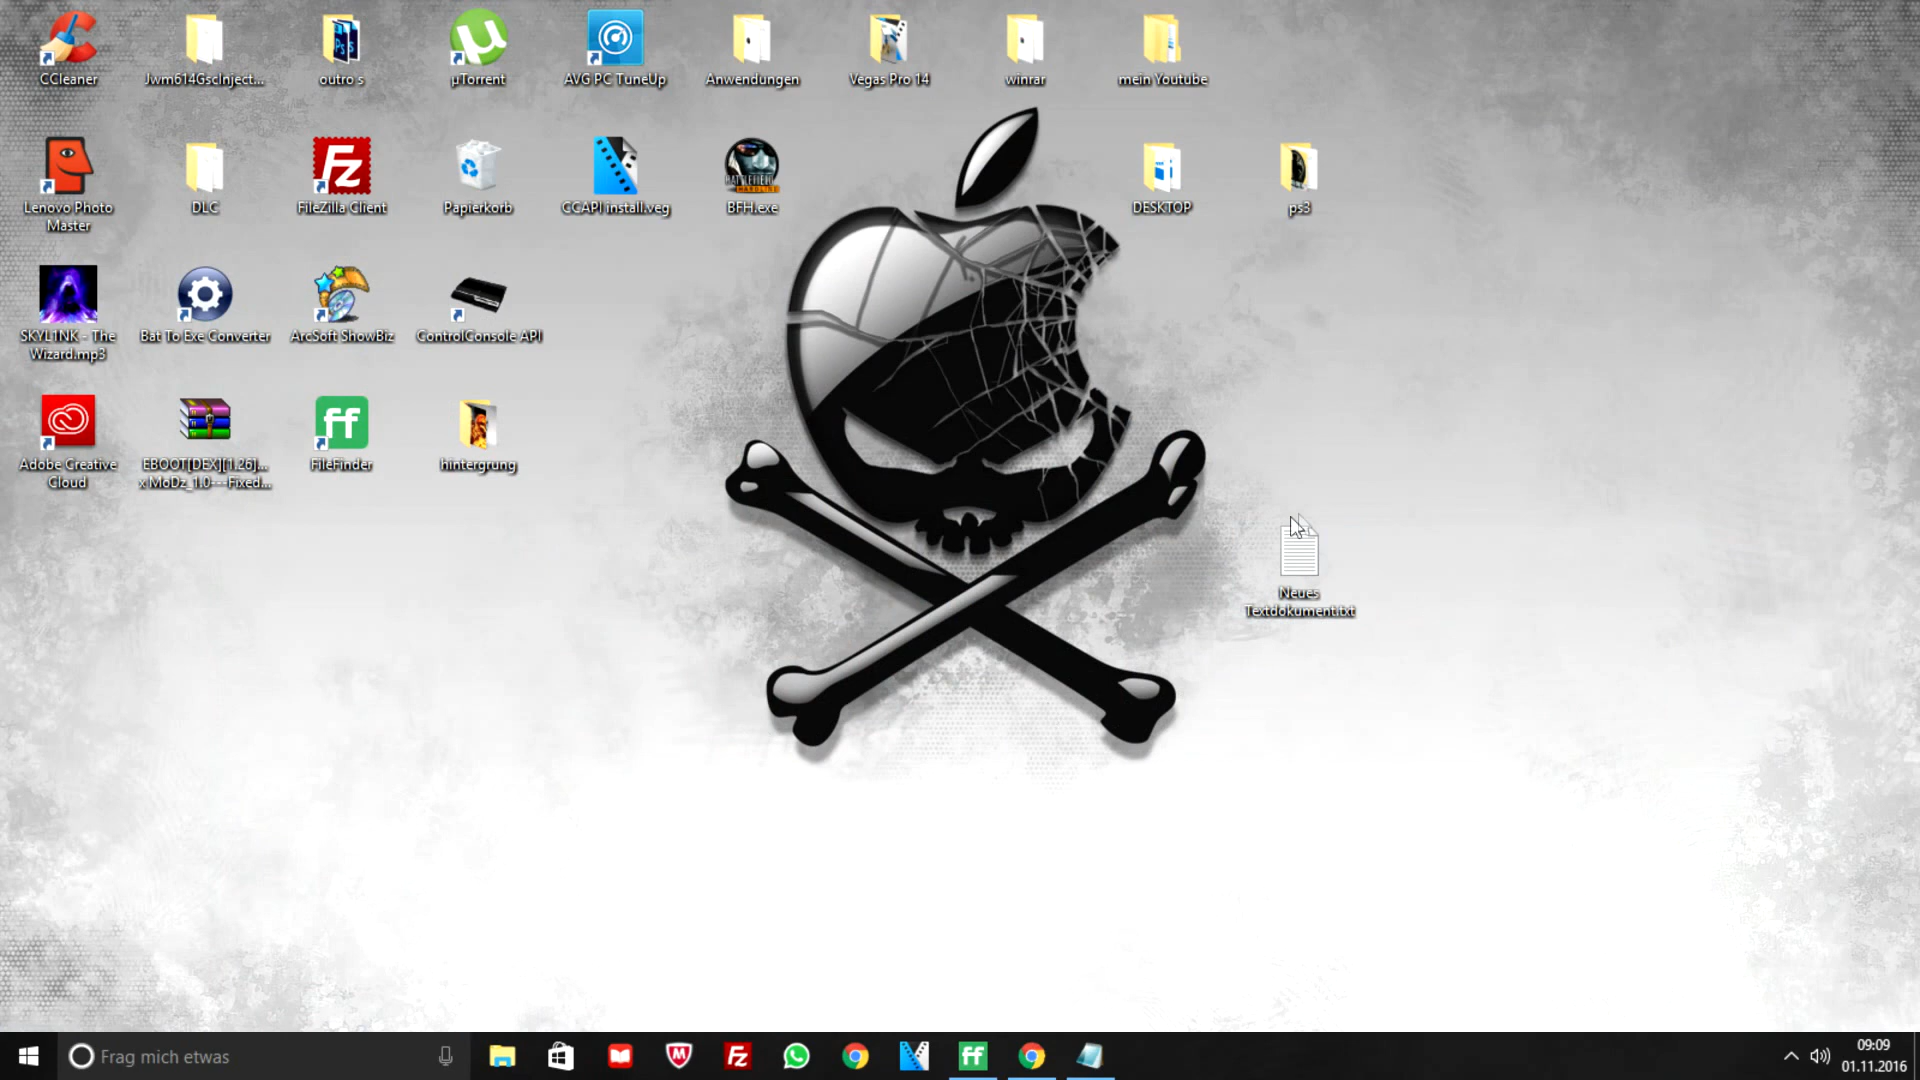 CCleaner
Jwm614GscInject...
outro s
µTorrent
AVG PC TuneUp
Anwendungen
Vegas Pro 14
winrar
mein Youtube
Lenovo Photo
Master
DLC
FileZilla Client
Papierkorb
CCAPI install.veg
BFH.exe
DESKTOP
ps3
SKYL1NK - The
Wizard.mp3
Bat To Exe Converter
ArcSoft ShowBiz
ControlConsole API
Adobe Creative
Cloud
EBOOT[DEX][1.26]...
x MoDz_1.0---Fixed...
FileFinder
hintergrung
Neues
Textdokument.txt
Frag mich etwas
09:09
01.11.2016